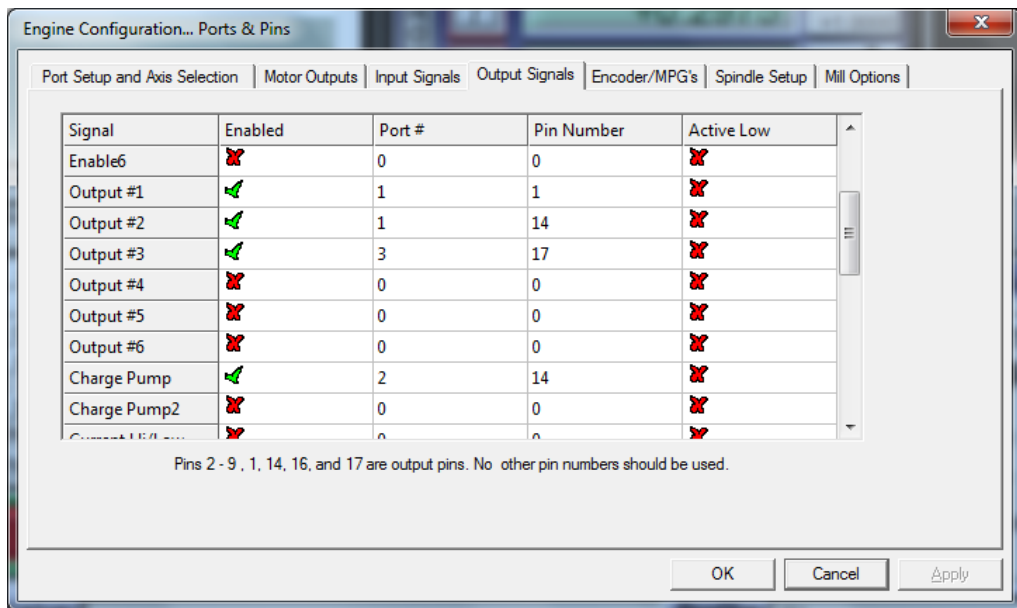 Engine Configuration... Ports & Pins
Port Setup and Axis Selection Motor Outputs Input Signals Output Signals Encoder/MPG's Spindle Setup Mill Options
Signal Enabled Port # Pin Number Active Low
Enable6 0 0
Output #1 1 1
Output #2 1 14
Output #3 3 17
Output #4 0 0
Output #5 0 0
Output #6 0 0
Charge Pump 2 14
Charge Pump2 0 0
Pins 2 - 9 , 1, 14, 16, and 17 are output pins. No other pin numbers should be used.
OK Cancel Apply